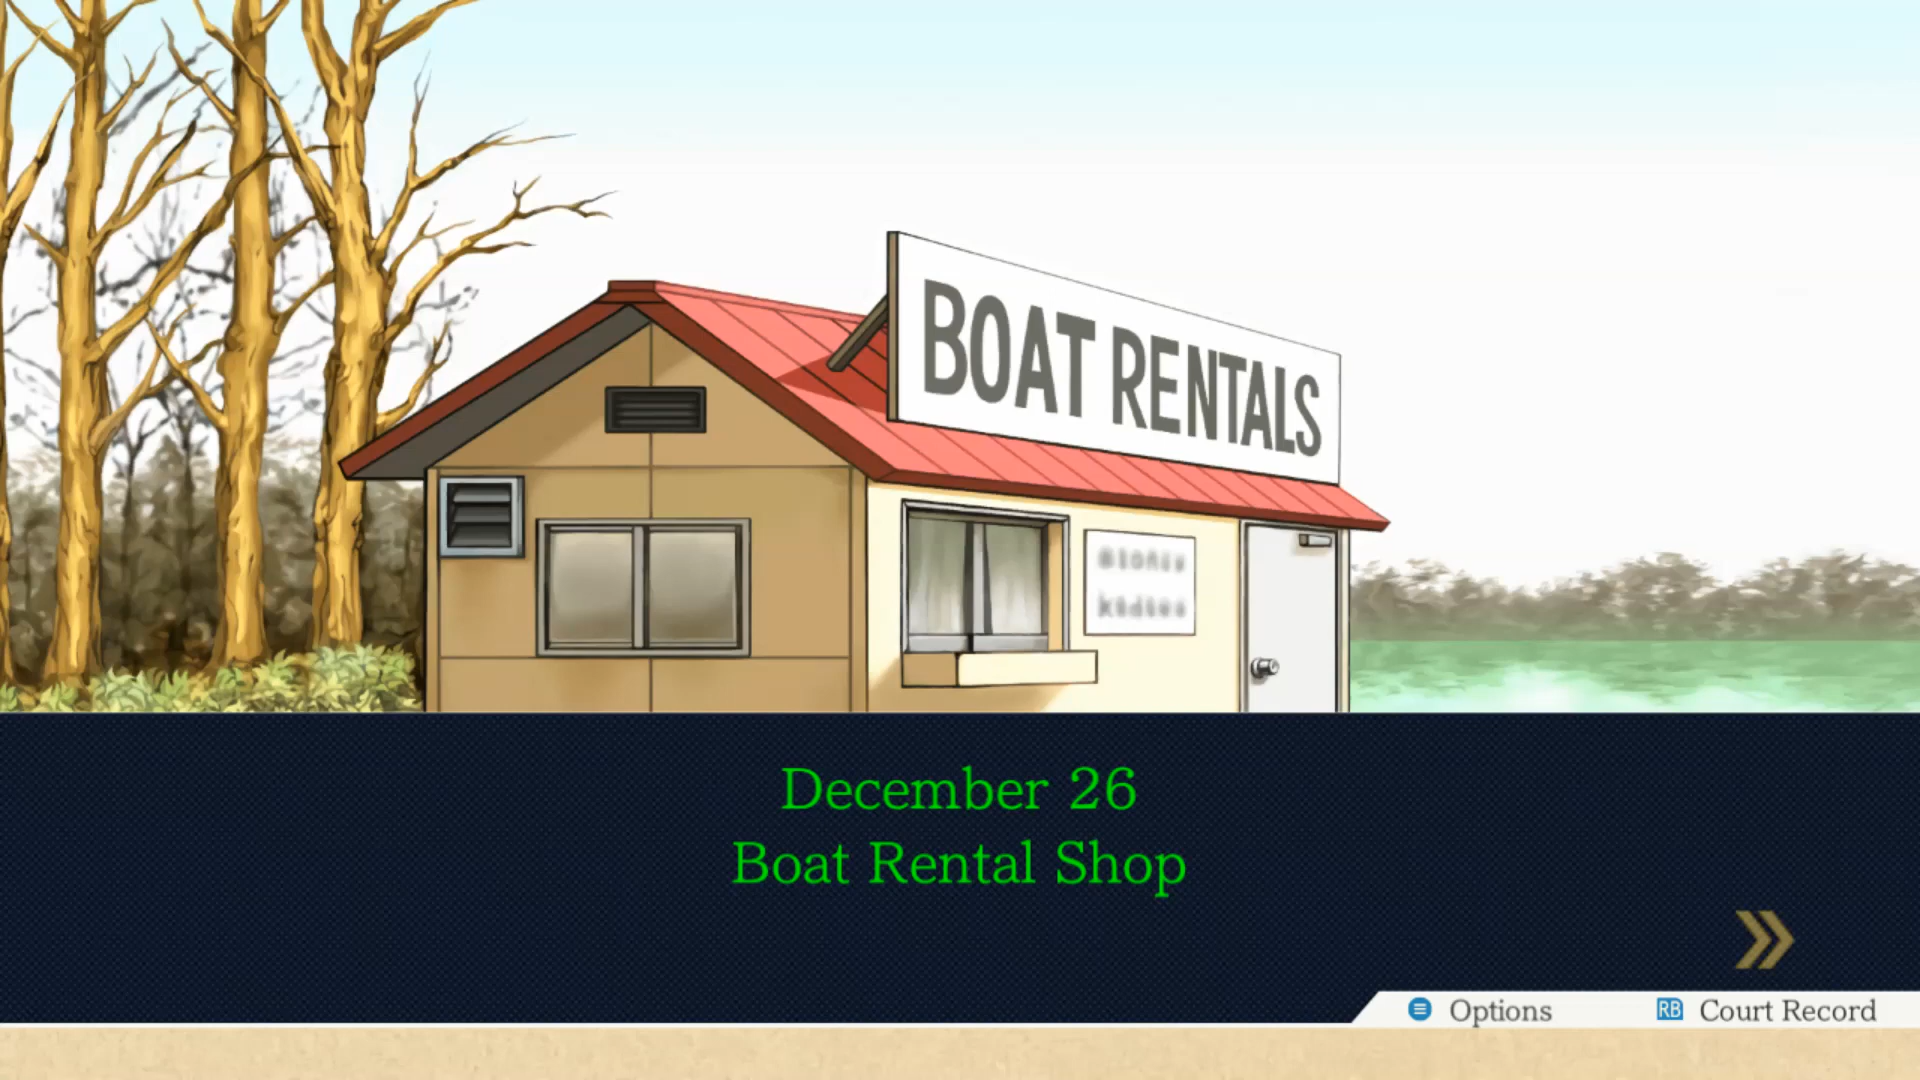 BOAT RENTALS
December 26
Boat Rental Shop
Options
RB Court Record